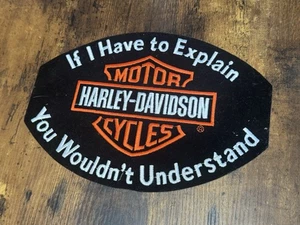 If I Have to Explain
MOTOR
HARLEY-DAVIDSON
CYCLES
®
You Wouldn't Understand